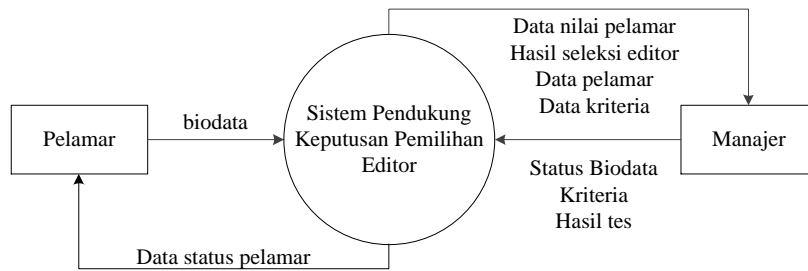 Data nilai pelamar
Hasil seleksi editor
Data pelamar
Data kriteria
Pelamar
biodata
Sistem Pendukung
Keputusan Pemilihan
Editor
Manajer
Status Biodata
Kriteria
Hasil tes
Data status pelamar